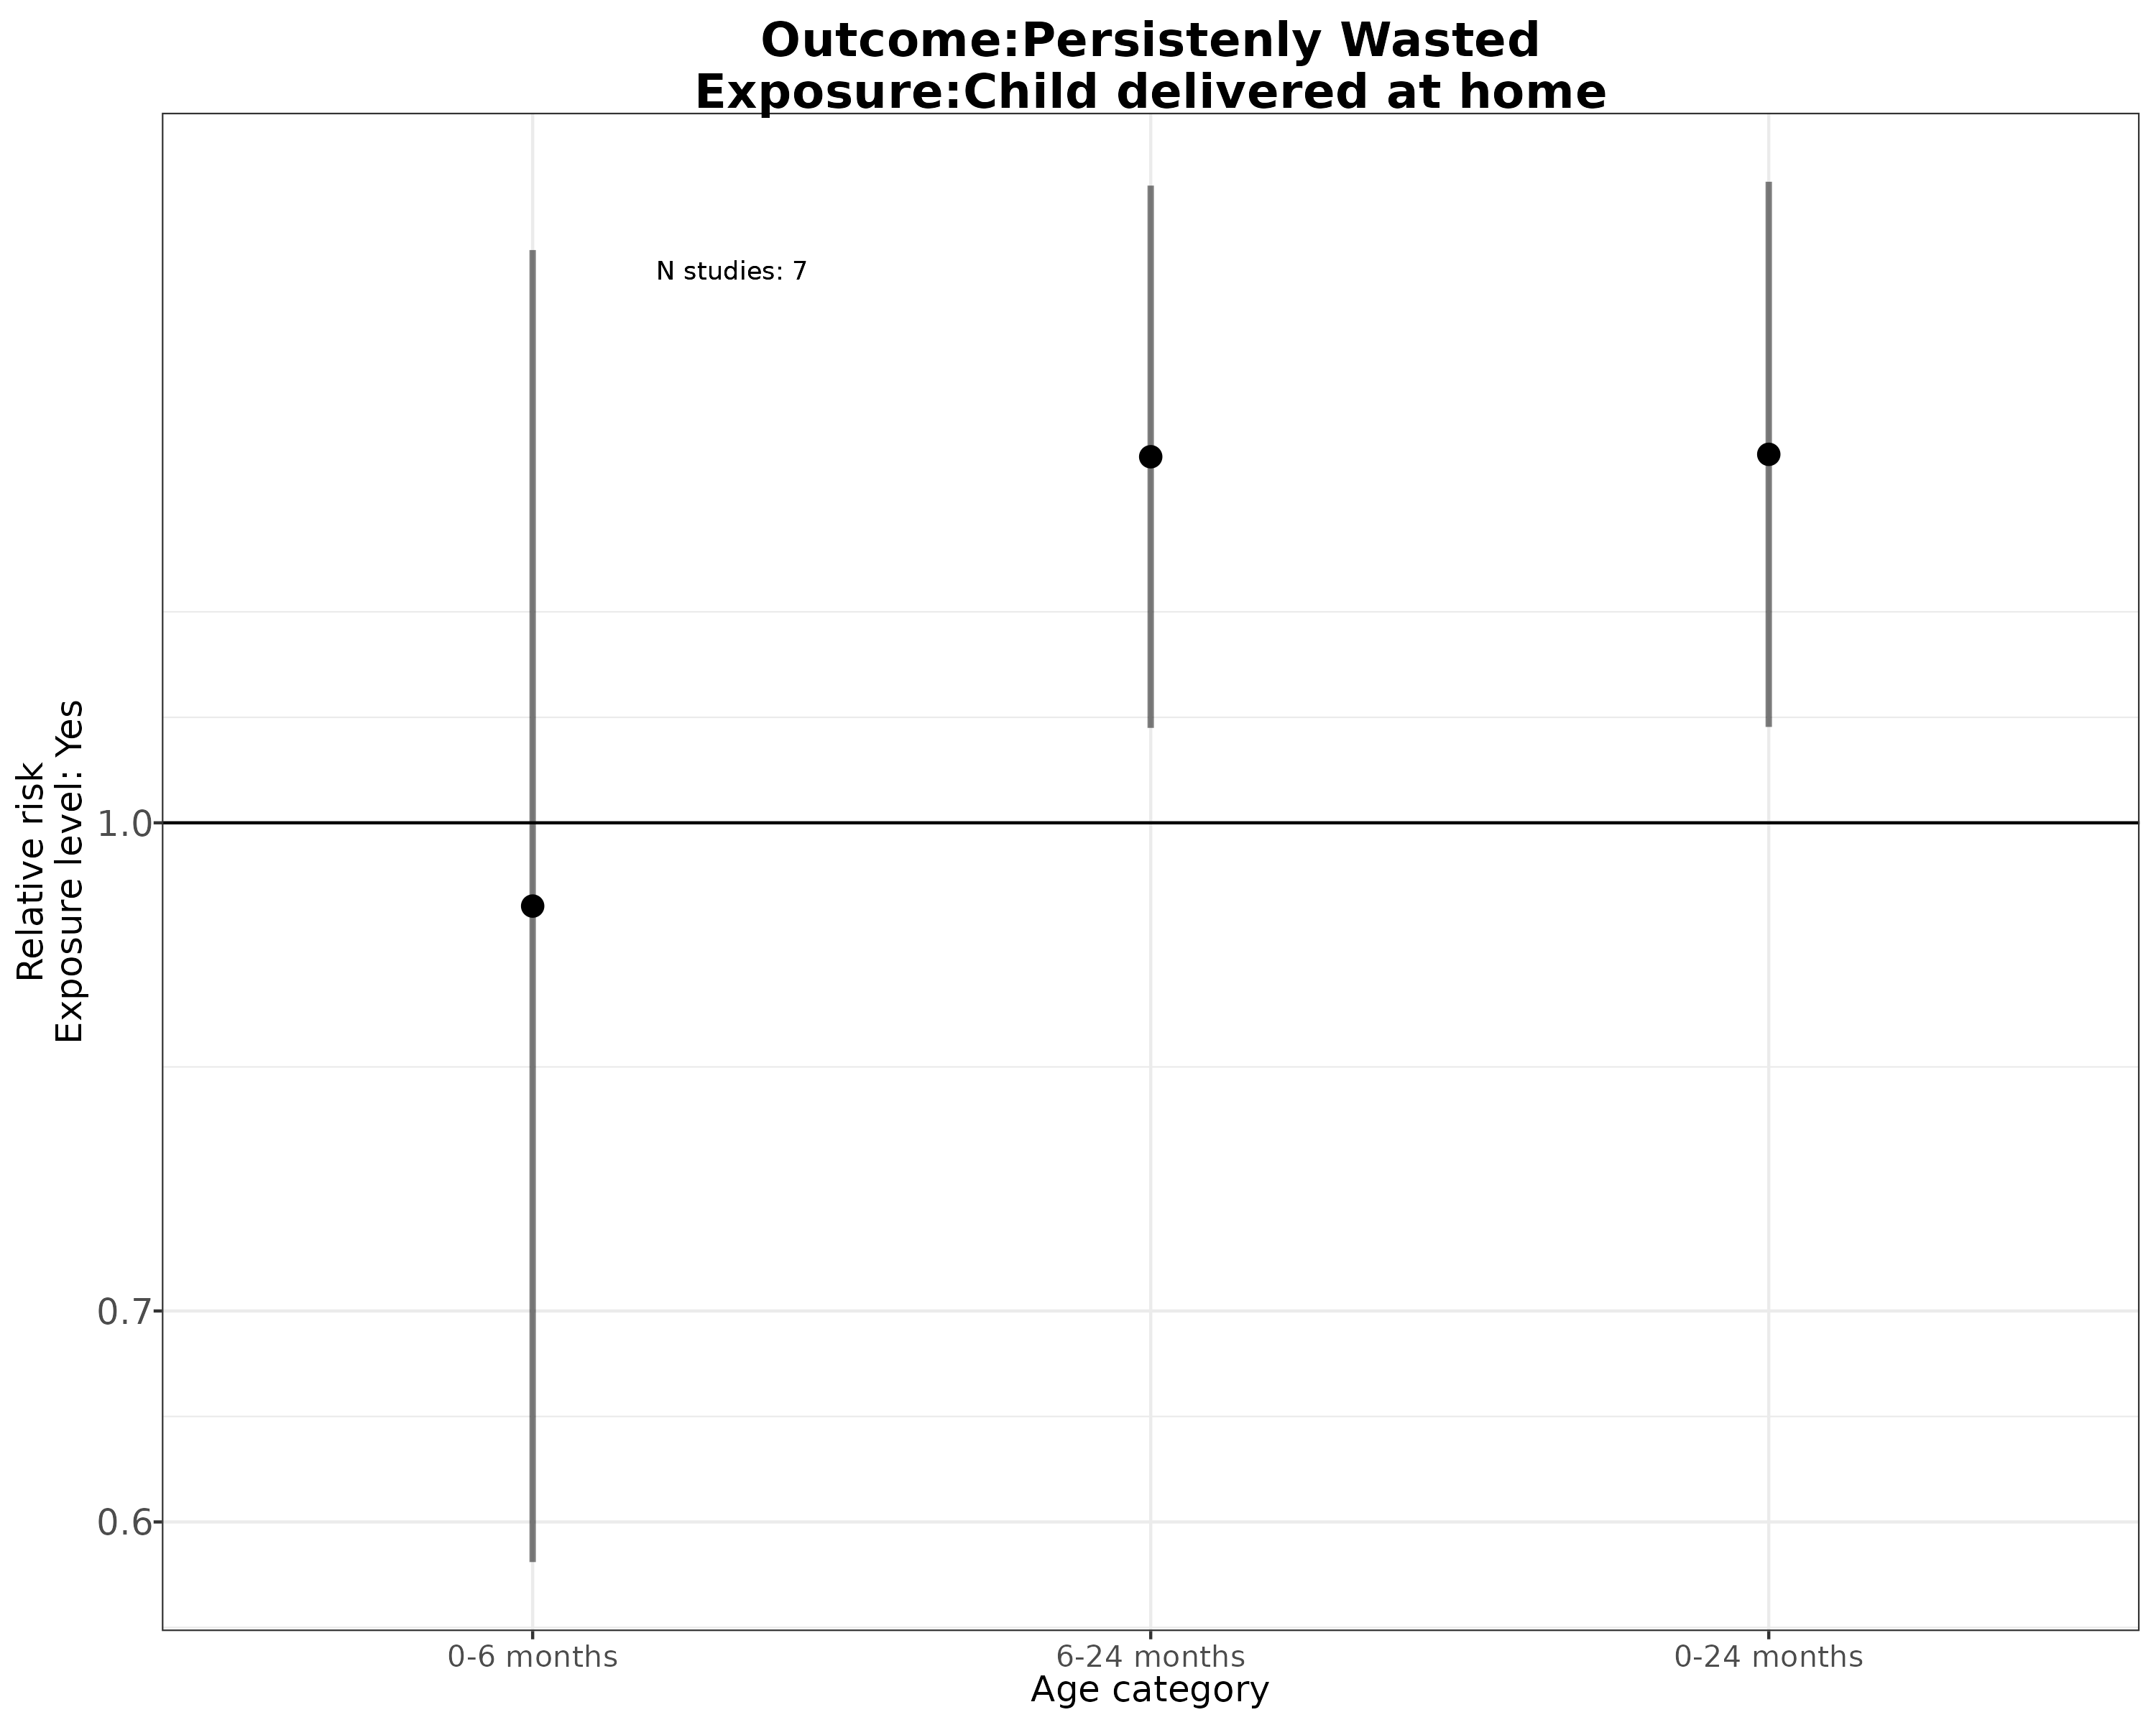 Outcome:Persistenly Wasted
Exposure:Child delivered at home
N studies: 7
Relative risk
Exposure level: Yes
1.0
0.7
0.6
0-6 months
6-24 months
0-24 months
Age category